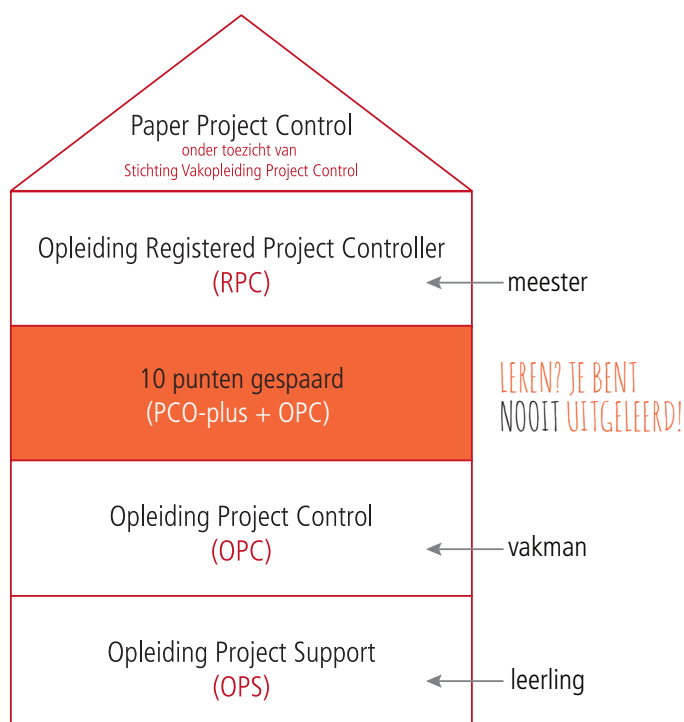 Paper Project Control
onder toezicht van
Stichting Vakopleiding Project Control
Opleiding Registered Project Controller
(RPC)
meester
10 punten gespaard
(PCO-plus + OPC)
LEREN? JE BENT
NOOIT UITGELEERD!
Opleiding Project Control
(OPC)
vakman
Opleiding Project Support
(OPS)
leerling